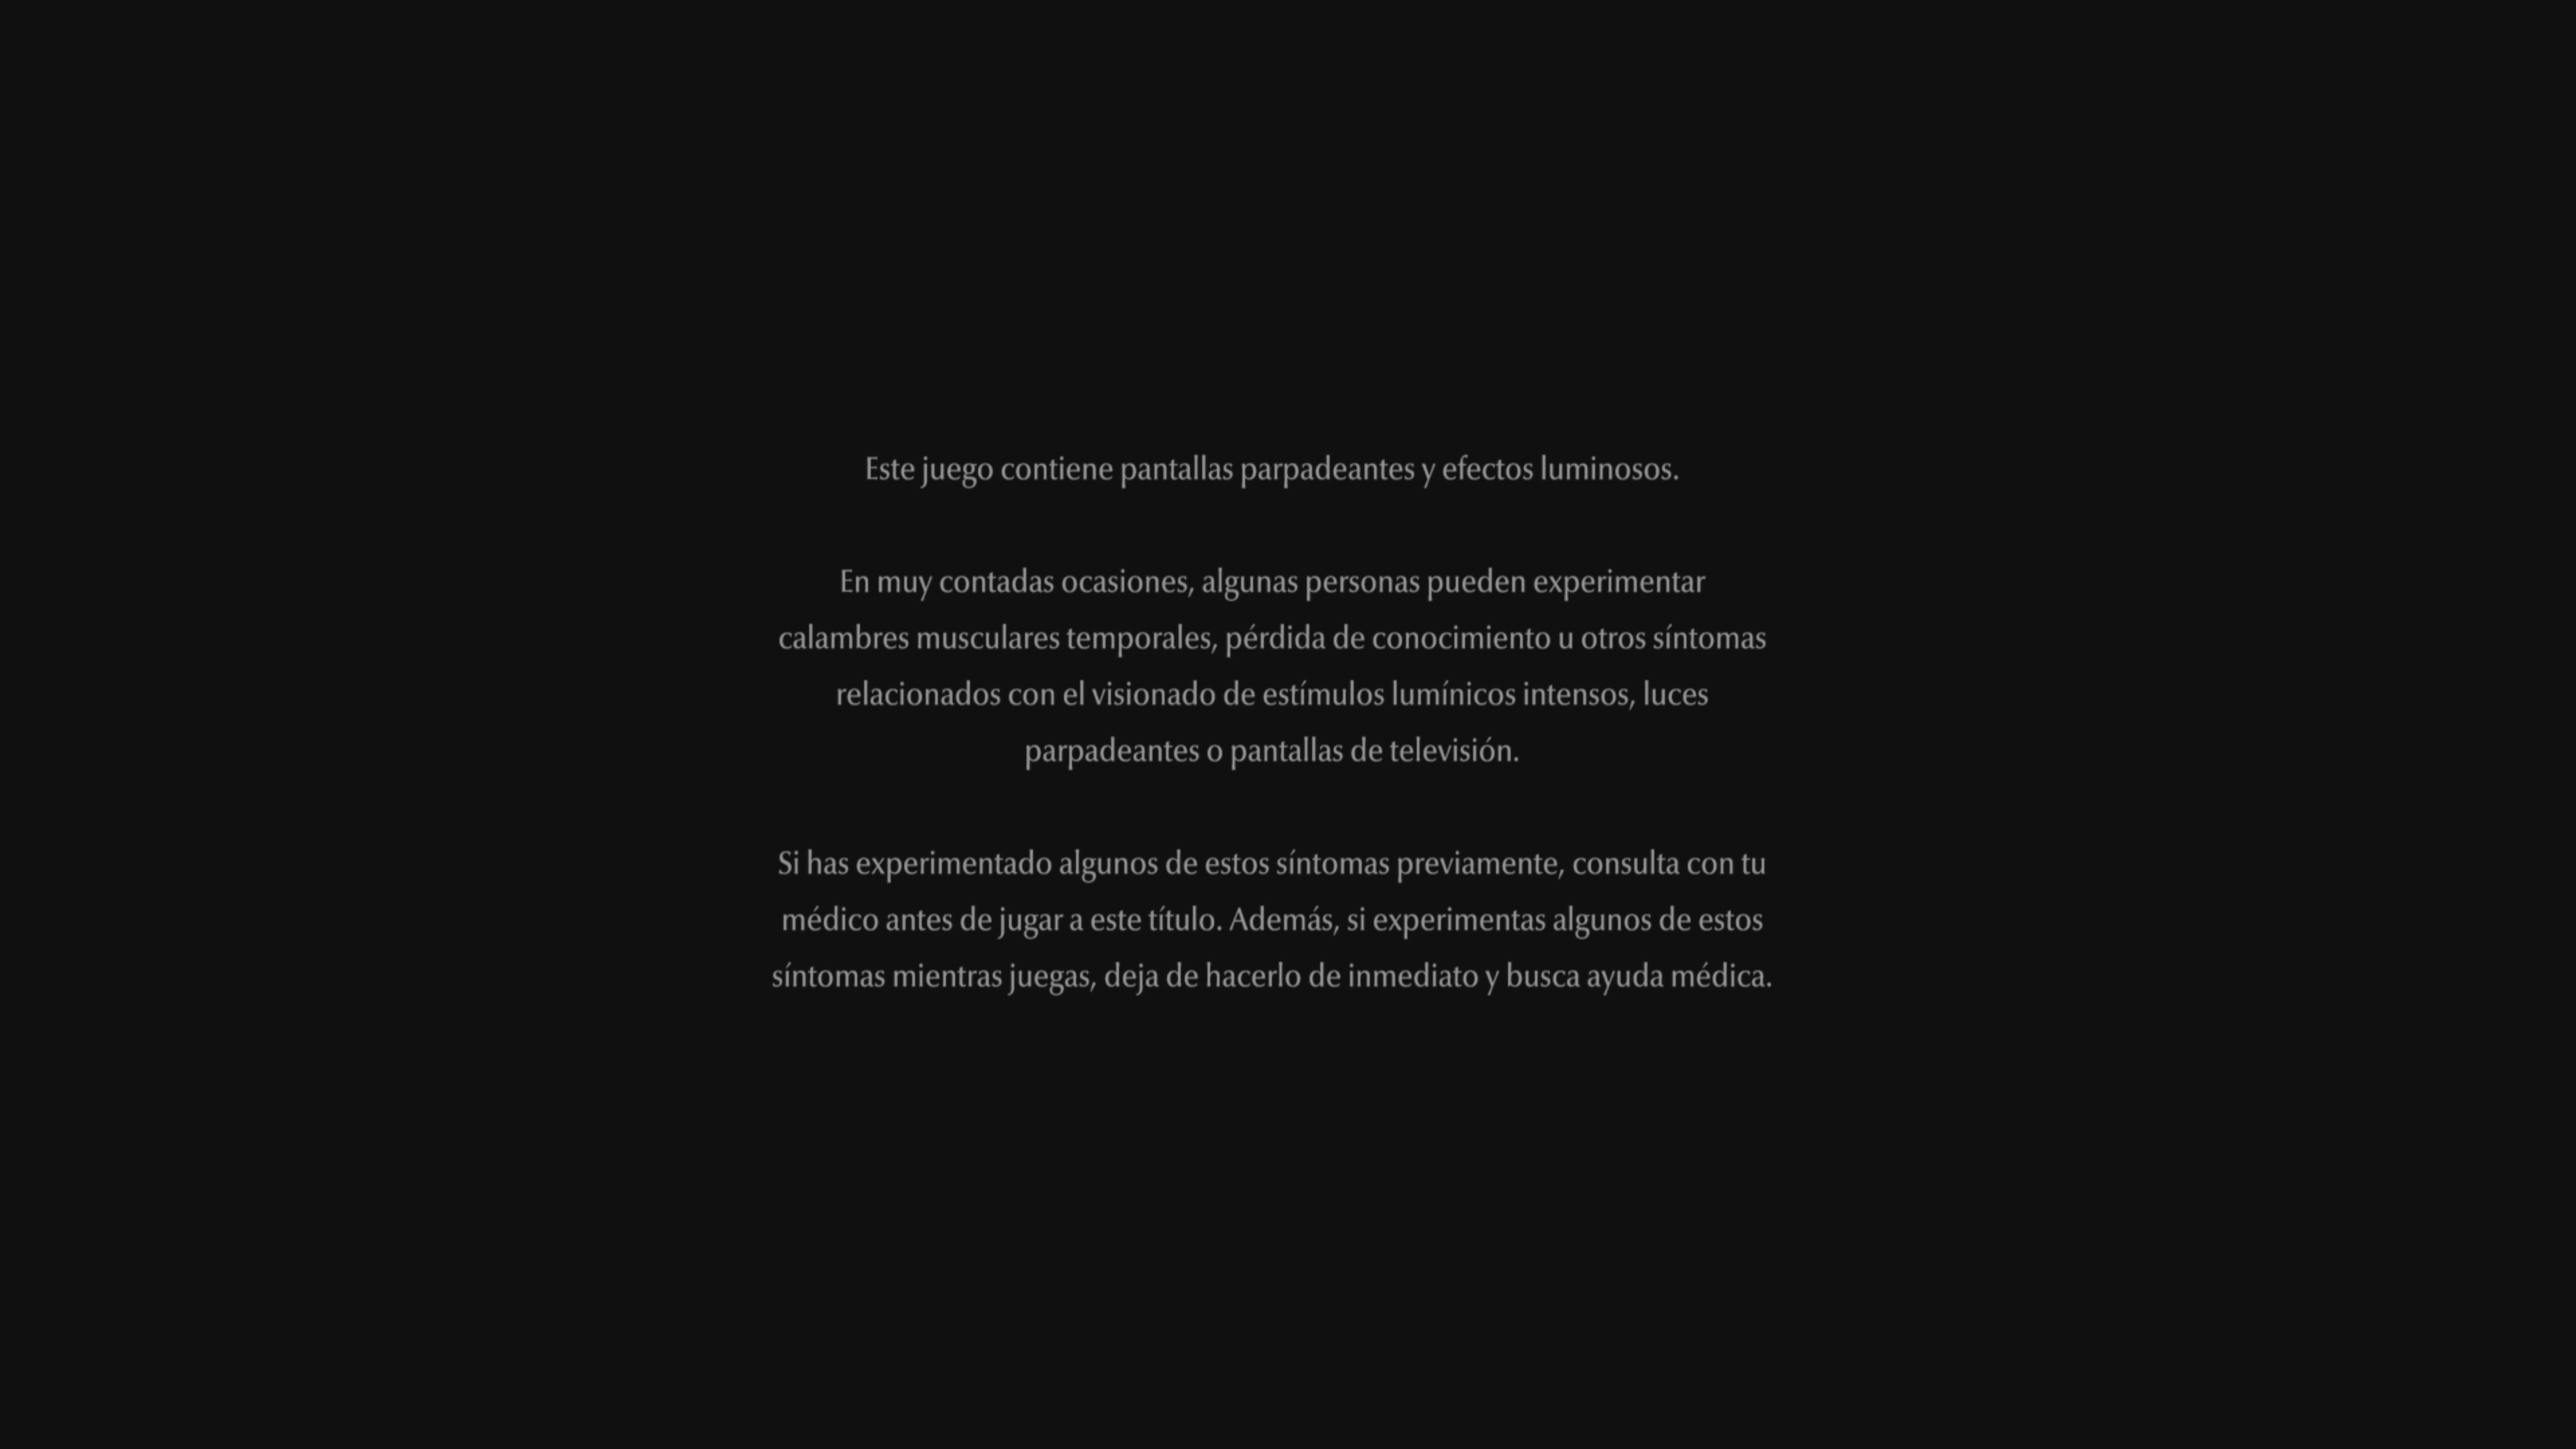 Este juego contiene pantallas parpadeantes y efectos luminosos.
En muy contadas ocasiones, algunas personas pueden experimentar
calambres musculares temporales, pérdida de conocimiento u otros síntomas
relacionados con el visionado de estímulos lumínicos intensos, luces
parpadeantes o pantallas de televisión.
Si has experimentado algunos de estos síntomas previamente, consulta con tu
médico antes de jugar a este título. Además, si experimentas algunos de estos
síntomas mientras juegas, deja de hacerlo de inmediato y busca ayuda médica.